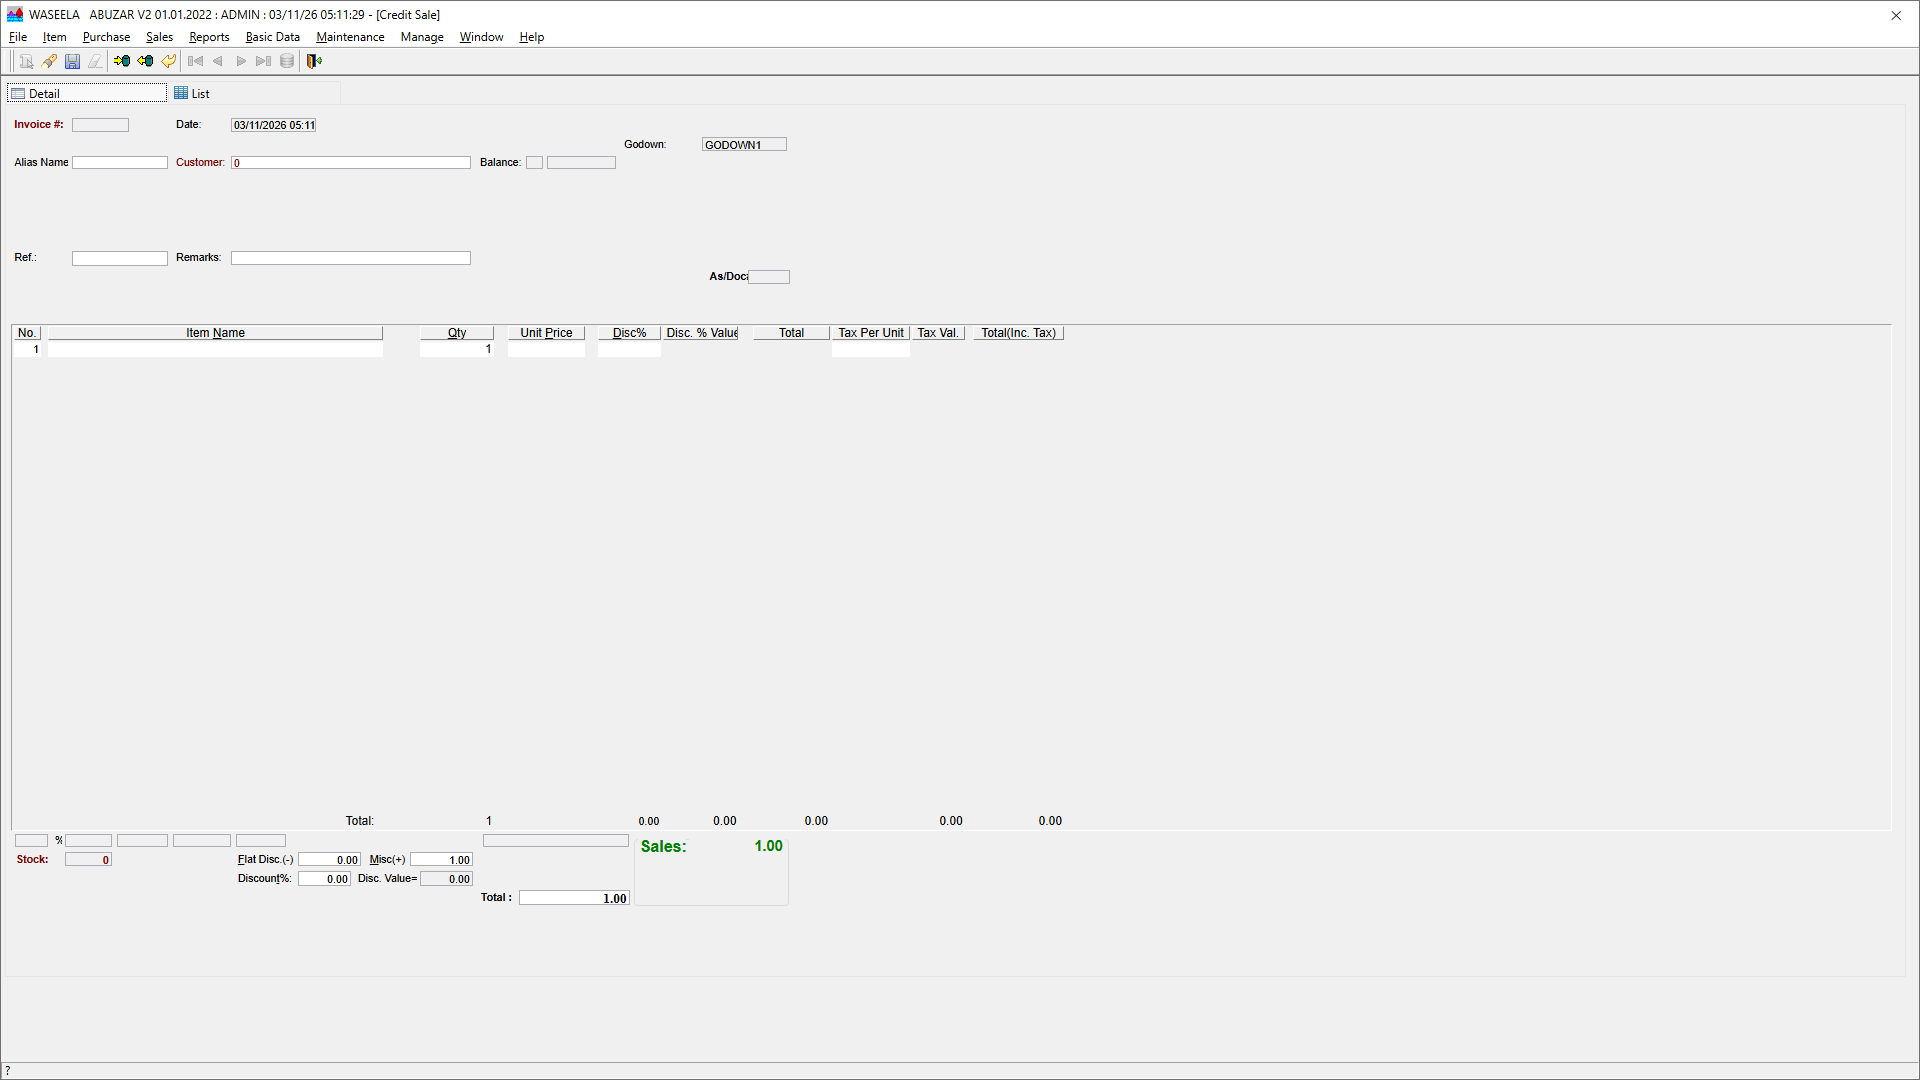 WASEELA ABUZAR V2 01.01.2022 : ADMIN : 03/11/26 05:11:29 - [Credit Sale]
File Item Purchase Sales Reports Basic Data Maintenance Manage Window Help
Detail List
Invoice #: Date: 03/11/2026 05:11
Godown: GODOWN1
Alias Name Customer: 0 Balance:
Ref.: Remarks:
As/Doc
No. Item Name Qty Unit Price Disc% Disc. % Value Total Tax Per Unit Tax Val. Total(Inc. Tax)
1 1
Total: 1 0.00 0.00 0.00 0.00 0.00
%
Sales: 1.00
Stock: 0 Flat Disc.(-) 0.00 Misc(+) 1.00
Discount%: 0.00 Disc. Value= 0.00
Total : 1.00
?